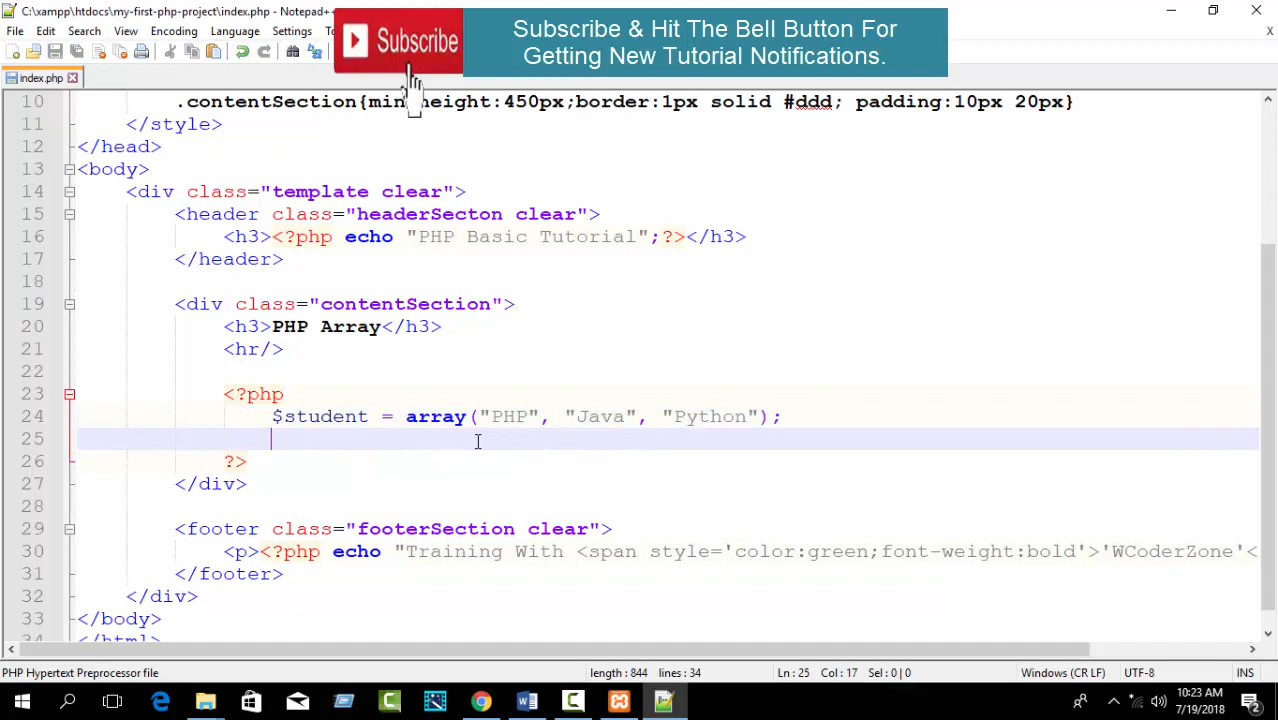 C:\xampp\htdocs\my-first-php-project\index.php - Notepad++
File Edit Search View Encoding Language Settings
Subscribe
Subscribe & Hit The Bell Button For
Getting New Tutorial Notifications.
X
index.php
10 .contentSection{min height:450px;border:1px solid #ddd; padding:10px 20px}
11 </style>
12 </head>
13 <body>
14 <div class="template clear">
15 <header class="headerSecton clear">
16 <h3><?php echo "PHP Basic Tutorial";?></h3>
17 </header>
18
19 <div class="contentSection">
20 <h3>PHP Array</h3>
21 <hr/>
22
23 <?php
24 $student = array("PHP", "Java", "Python");
25
26 ?>
27 </div>
28
29 <footer class="footerSection clear">
30 <p><?php echo "Training With <span style='color:green;font-weight:bold'>'WCoderZone'<
31 </footer>
32 </div>
33 </body>
34 </html>
PHP Hypertext Preprocessor file length : 844 lines : 34 Ln : 25 Col : 17 Sel : 0 | 0 Windows (CR LF) UTF-8 INS
10:23 AM
7/19/2018
2